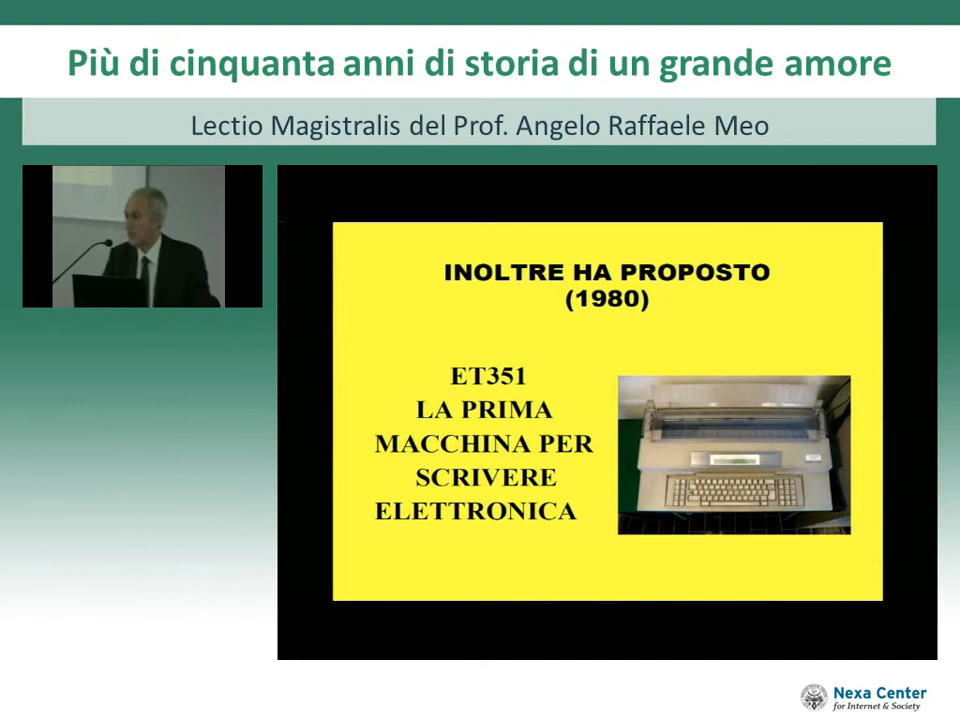 Più di cinquanta anni di storia di un grande amore
Lectio Magistralis del Prof. Angelo Raffaele Meo
INOLTRE HA PROPOSTO
(1980)
ET351
LA PRIMA
MACCHINA PER
SCRIVERE
ELETTRONICA
Nexa Center
for Internet & Society